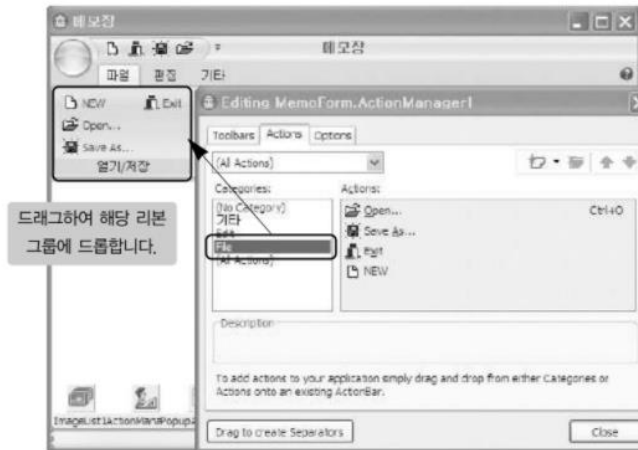 메모장
메모장
파일 편집 기타
NEW Exit
Open...
Save As...
열기/저장
드래그하여 해당 리본
그룹에 드롭합니다.
Editing MemoForm.ActionManager1
Toolbars Actions Options
(All Actions)
Categories:
(No Category)
기타
Edit
File
(All Actions)
Actions:
Open... Ctrl+O
Save As...
Exit
NEW
Description
To add actions to your application simply drag and drop from either Categories or
Actions onto an existing ActionBar.
Drag to create Separators
Close
ImageList1